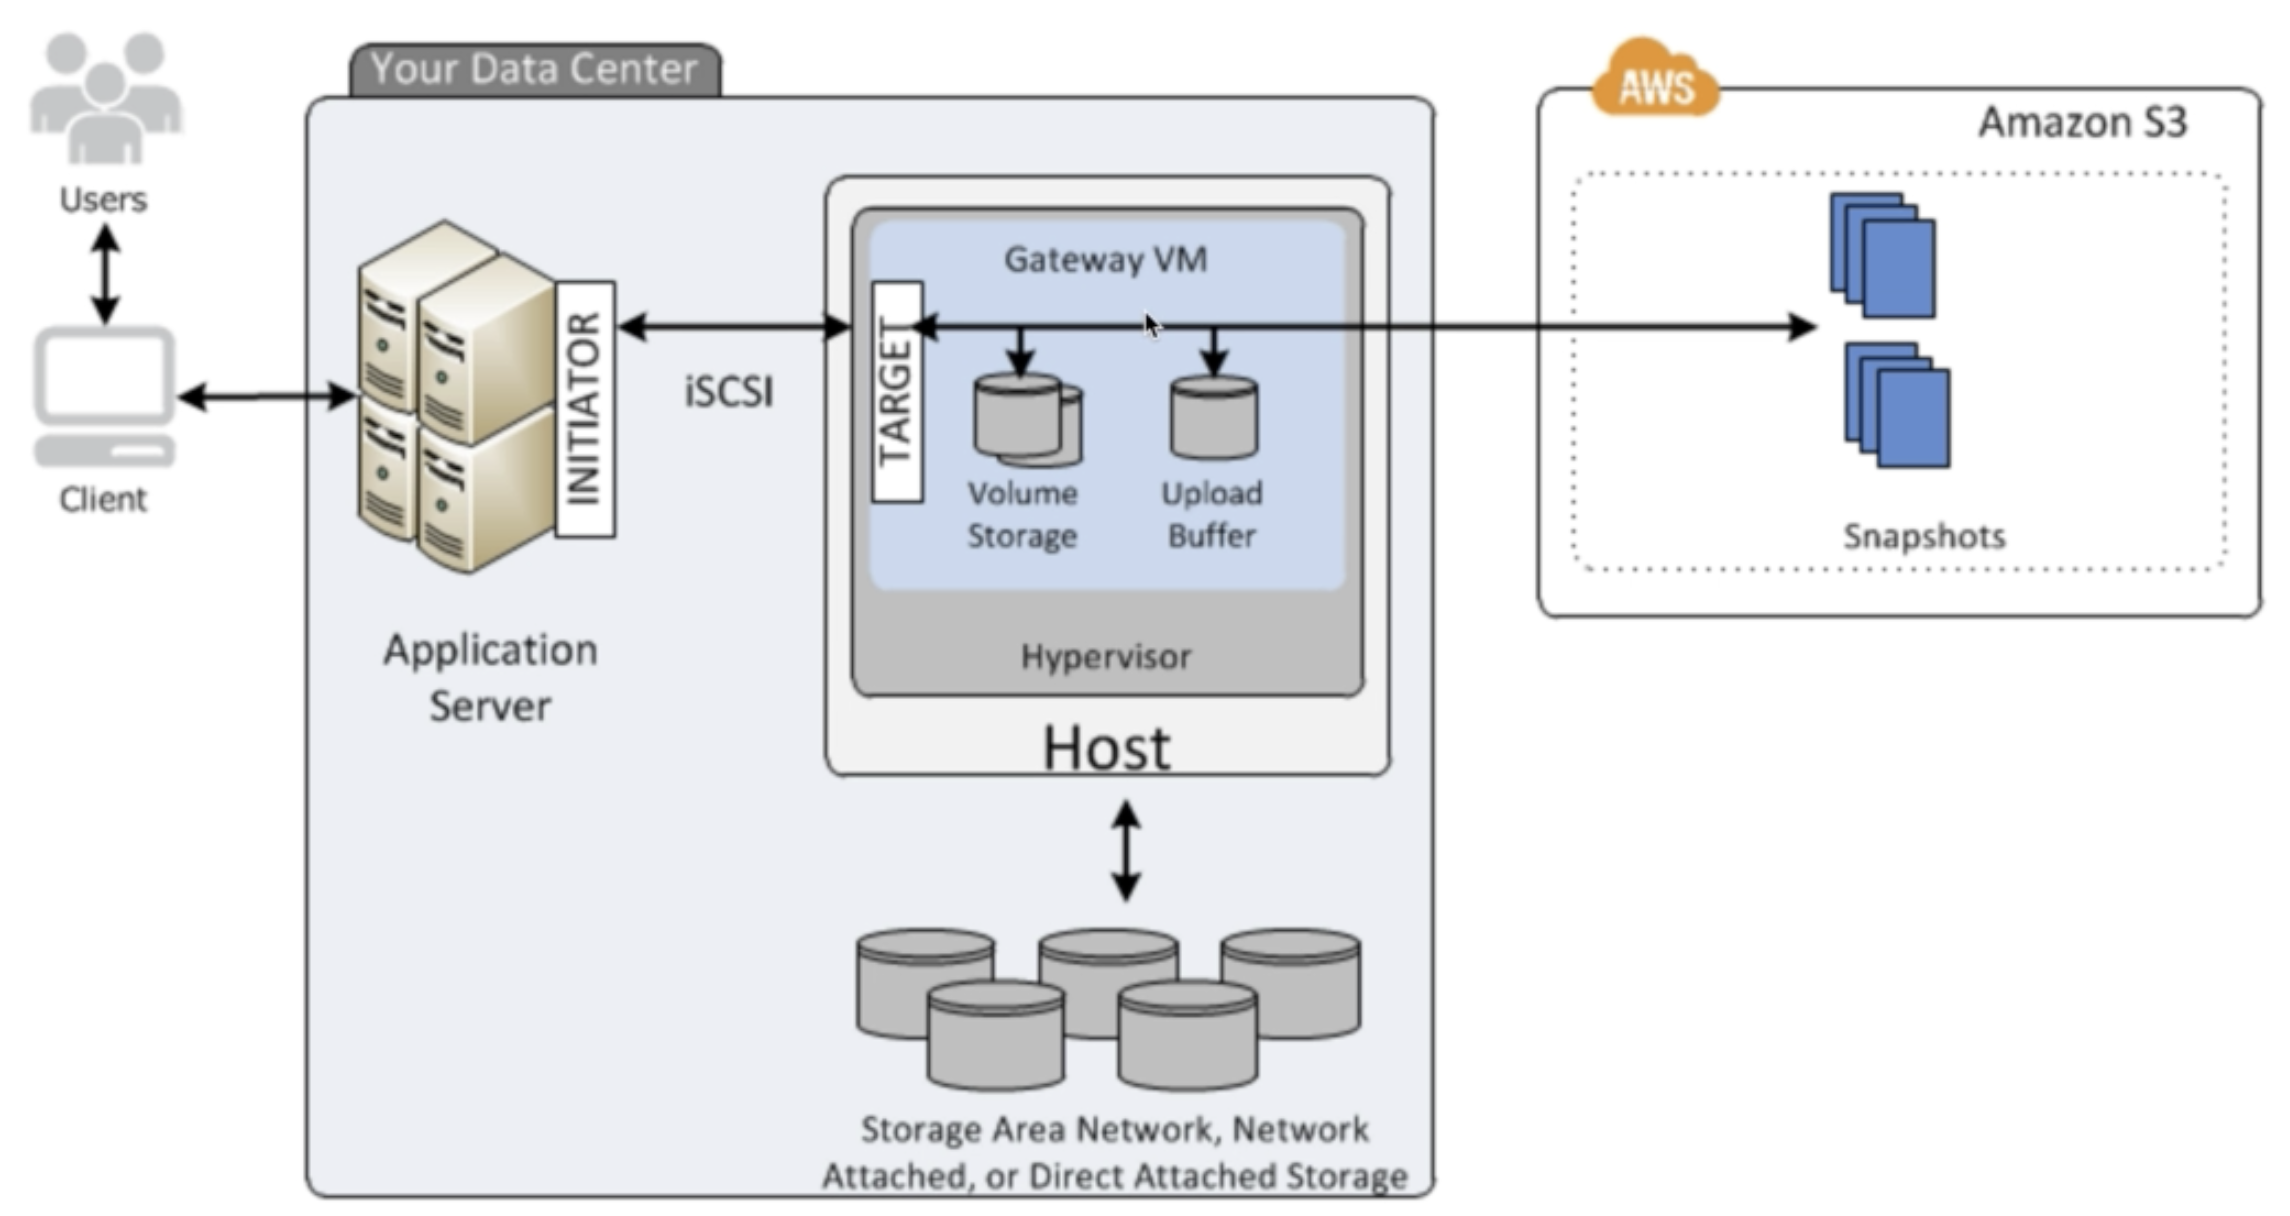 Your Data Center
AWS
Amazon S3
Users
Client
Application
Server
INITIATOR
iSCSI
TARGET
Gateway VM
Volume
Storage
Upload
Buffer
Hypervisor
Host
Snapshots
Storage Area Network, Network
Attached, or Direct Attached Storage